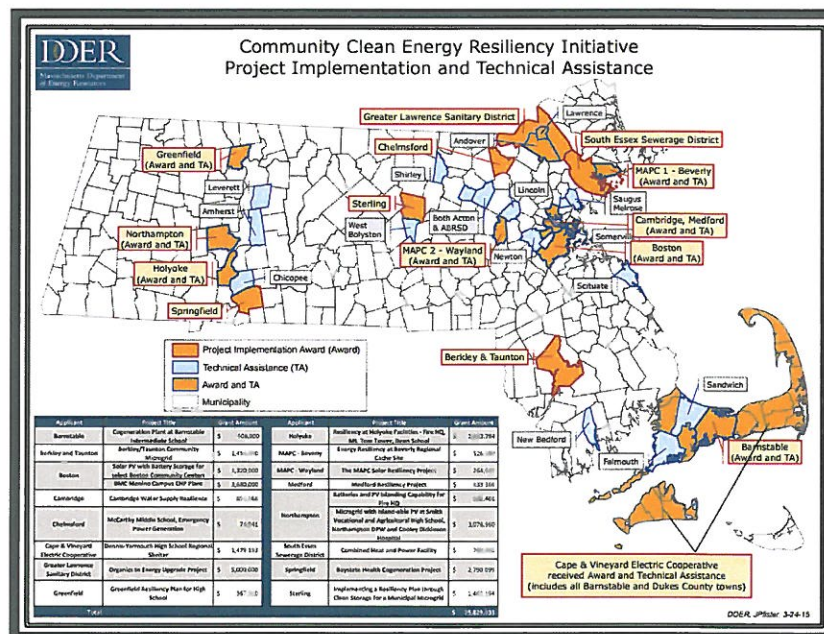 DOER
Massachusetts Department
of Energy Resources
Community Clean Energy Resiliency Initiative
Project Implementation and Technical Assistance
Greater Lawrence Sanitary District
Lawrence
Andover
South Essex Sewerage District
Chelmsford
Greenfield
(Award and TA)
MAPC 1 - Beverly
(Award and TA)
Shirley
Leverett
Lincoln
Saugus
Melrose
Amherst
Sterling
Both Acton
& ABRSD
Cambridge, Medford
(Award and TA)
West
Bolyston
Northampton
(Award and TA)
MAPC 2 - Wayland
(Award and TA)
Newton
Boston
(Award and TA)
Holyoke
(Award and TA)
Chicopee
Scituate
Springfield
Project Implementation Award (Award)
Technical Assistance (TA)
Award and TA
Municipality
Berkley & Taunton
Sandwich
New Bedford
Falmouth
Barnstable
(Award and TA)
Cape & Vineyard Electric Cooperative
received Award and Technical Assistance
(includes all Barnstable and Dukes County towns)
Applicant Project Title Grant Amount Applicant Project Title Grant Amount
Barnstable Cogeneration Plant at Barnstable Intermediate School $
Holyoke Resiliency at Holyoke Facilities - Fire HQ, Mt. Tom Tower, School $
Berkley and Taunton Berkley/Taunton Community Microgrid $
MAPC - Beverly Energy Resiliency at Beverly Regional Cache Site $
Boston Solar PV with Battery Storage for Select Boston Community Centers $ 1,320,000
BMC Menino Campus CHP Plant $
MAPC - Wayland The MAPC Solar Resiliency Project $
Medford Medford Resiliency Project $
Cambridge Cambridge Water Supply Resilience $
Northampton Batteries and PV Islanding Capability for Fire HQ $
Chelmsford McCarthy Middle School, Emergency Power Generation $
Microgrid with Island-able PV at Smith Vocational and Agricultural High School, Northampton DPW and Cooley Dickinson Hospital $
Cape & Vineyard Electric Cooperative Dennis-Yarmouth High School Regional Shelter $
South Essex Sewerage District Combined Heat and Power Facility $
Greater Lawrence Sanitary District Organics to Energy Upgrade Project $
Springfield Baystate Health Cogeneration Project $
Greenfield Greenfield Resiliency Plan for High School $
Sterling Implementing a Resiliency Plan through Clean Storage for a Municipal Microgrid $
Total $
DOER, JPfister 3-24-15